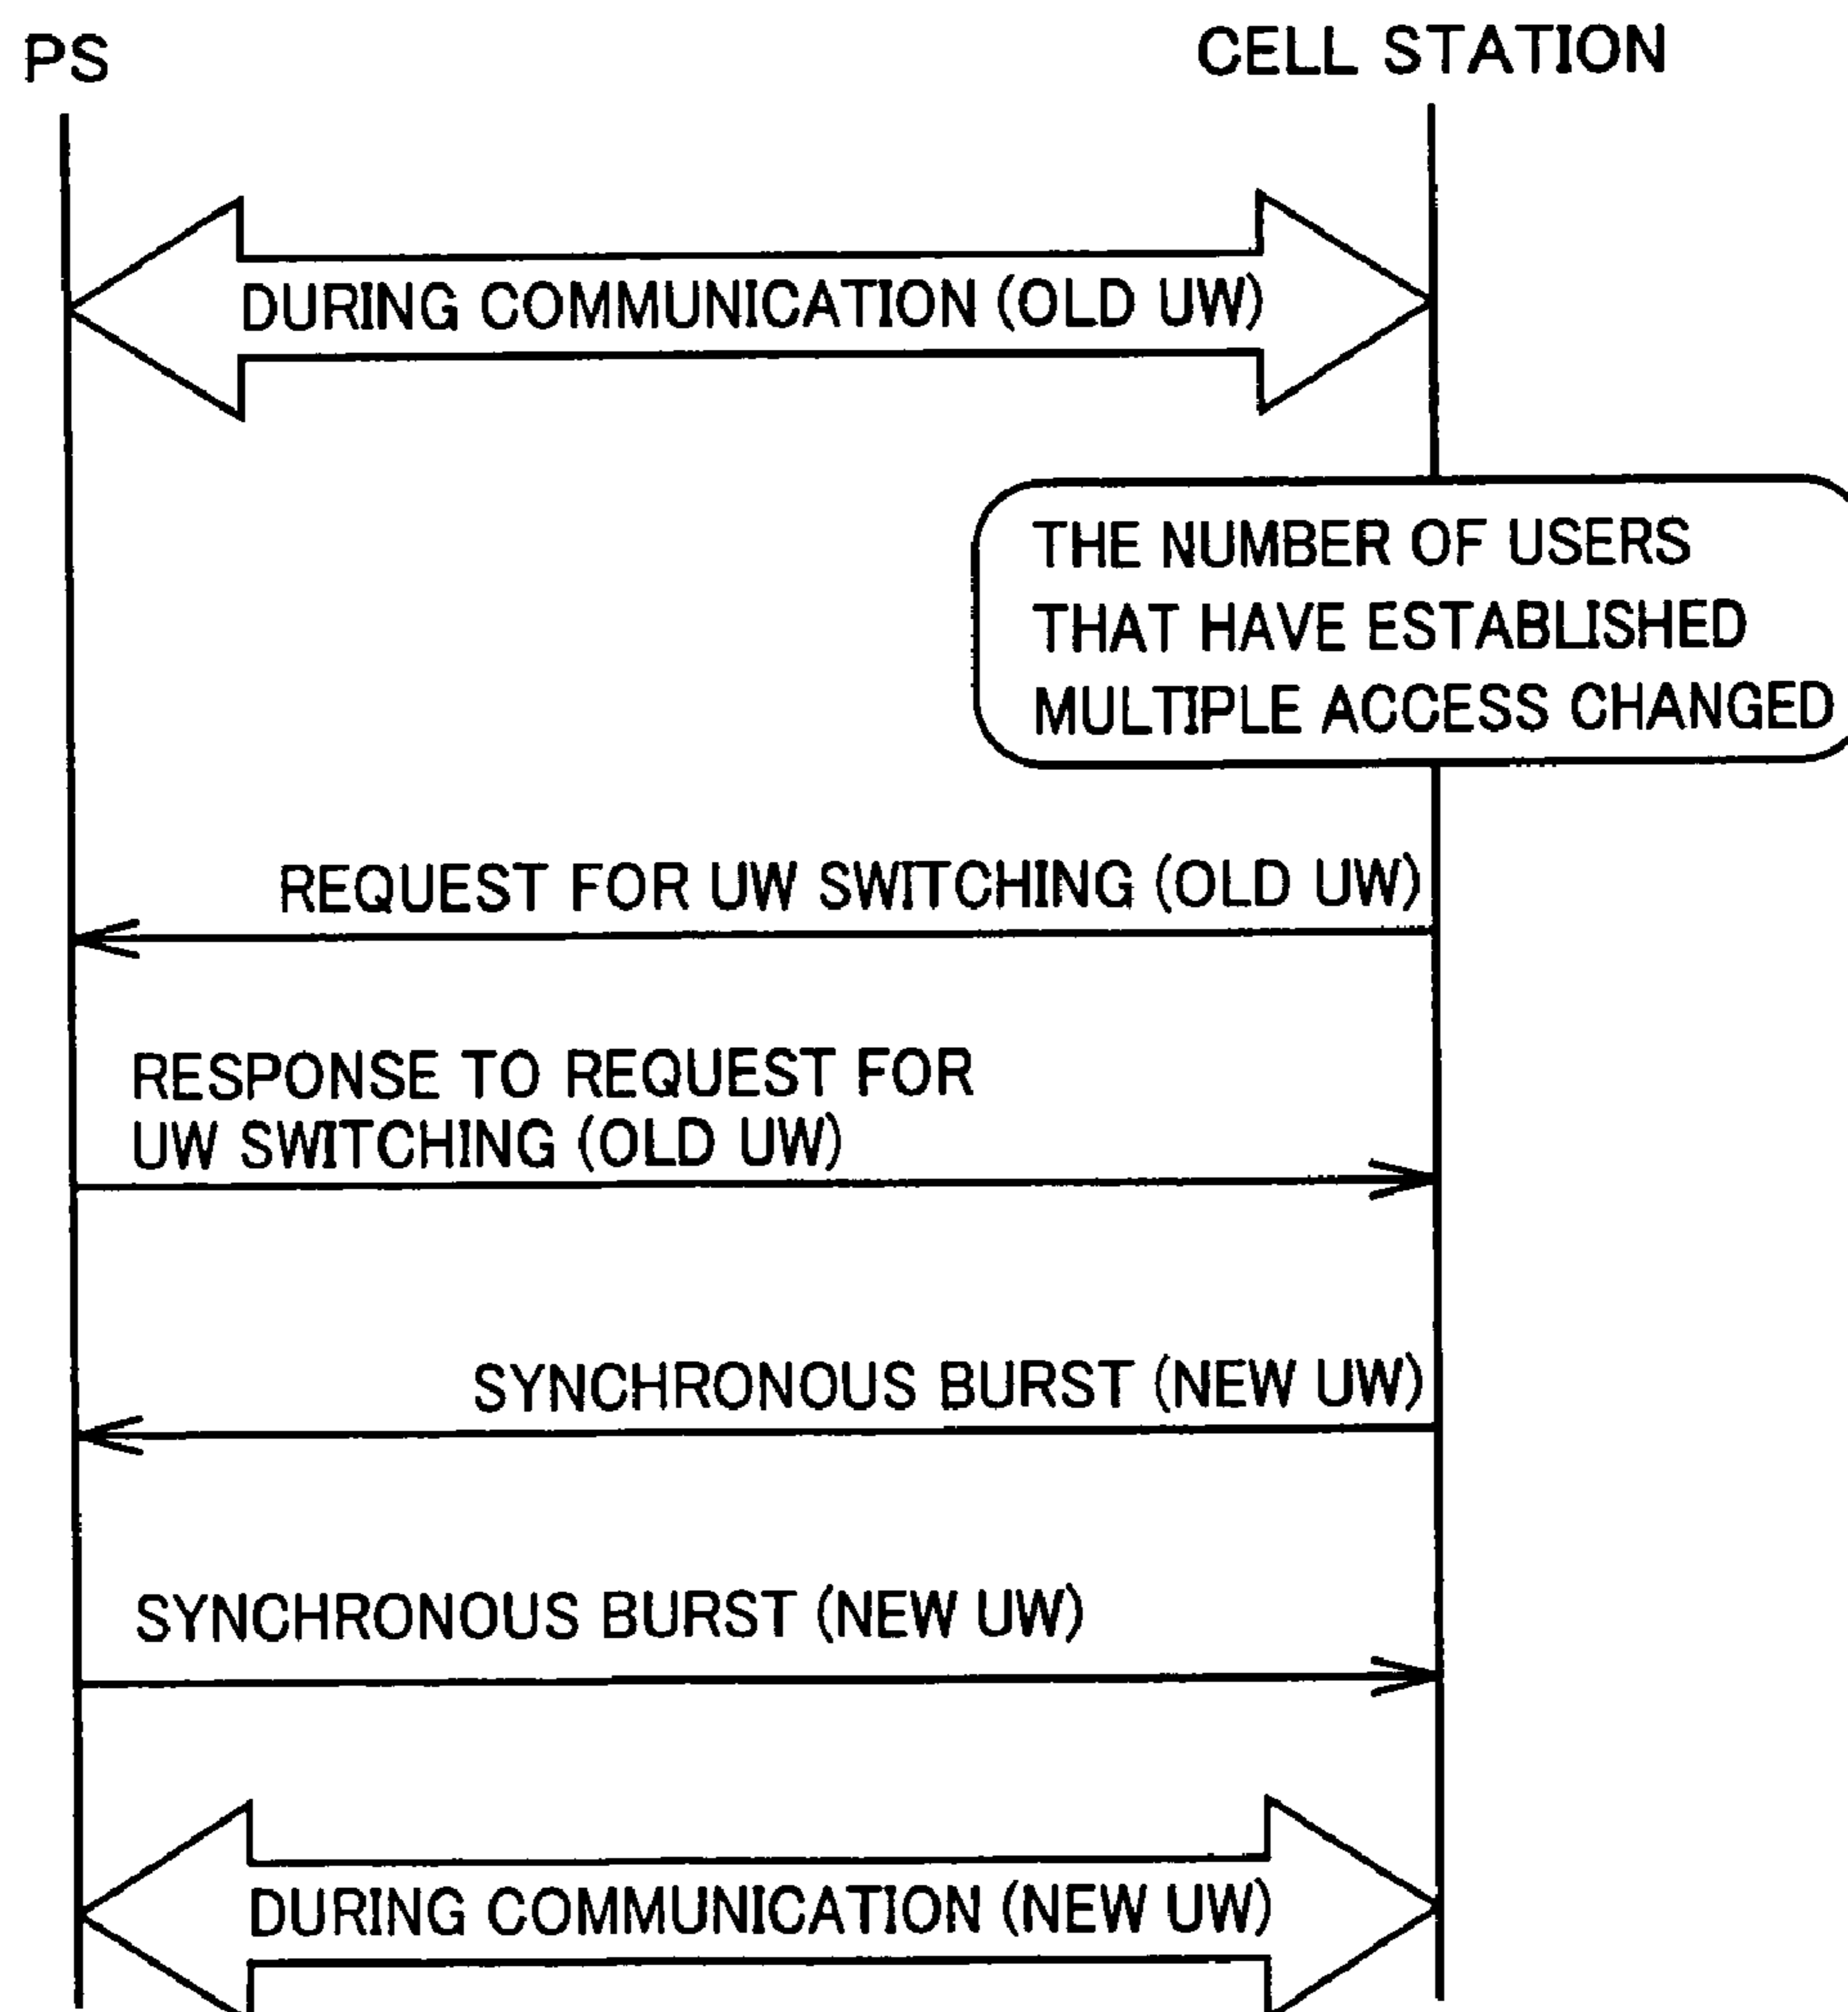 PS
CELL STATION
DURING COMMUNICATION (OLD UW)
THE NUMBER OF USERS
THAT HAVE ESTABLISHED
MULTIPLE ACCESS CHANGED
REQUEST FOR UW SWITCHING (OLD UW)
RESPONSE TO REQUEST FOR
UW SWITCHING (OLD UW)
SYNCHRONOUS BURST (NEW UW)
SYNCHRONOUS BURST (NEW UW)
DURING COMMUNICATION (NEW UW)